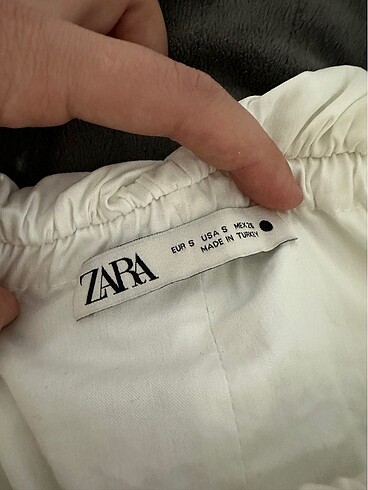 ZARA
EUR S USA S MEX 26
MADE IN TURKEY